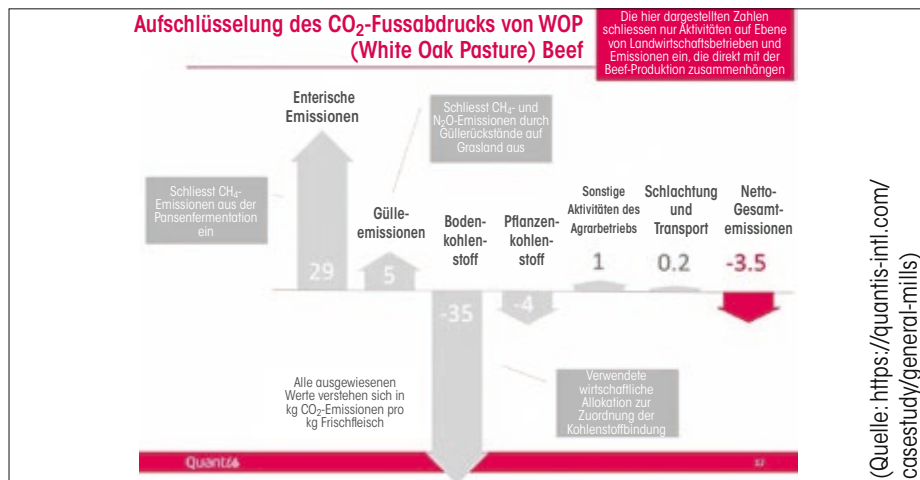 Aufschlüsselung des CO₂-Fussabdrucks von WOP
(White Oak Pasture) Beef
Die hier dargestellten Zahlen
schliessen nur Aktivitäten auf Ebene
von Landwirtschaftsbetrieben und
Emissionen ein, die direkt mit der
Beef-Produktion zusammenhängen
Enterische
Emissionen
Schliesst CH₄- und
N₂O-Emissionen durch
Güllerückstände auf
Grasland aus
Schliesst CH₄-
Emissionen aus der
Pansenfermentation
ein
Gülle-
emissionen
Boden-
kohlen-
stoff
Pflanzen-
kohlen-
stoff
Sonstige
Aktivitäten des
Agrarbetriebs
Schlachtung
und
Transport
Netto-
Gesamt-
emissionen
29
5
-35
-4
1
0.2
-3.5
Alle ausgewiesenen
Werte verstehen sich in
kg CO₂-Emissionen pro
kg Frischfleisch
Verwendete
wirtschaftliche
Allokation zur
Zuordnung der
Kohlenstoffbindung
Quantis
(Quelle: https://quantis-intl.com/
casestudy/general-mills)